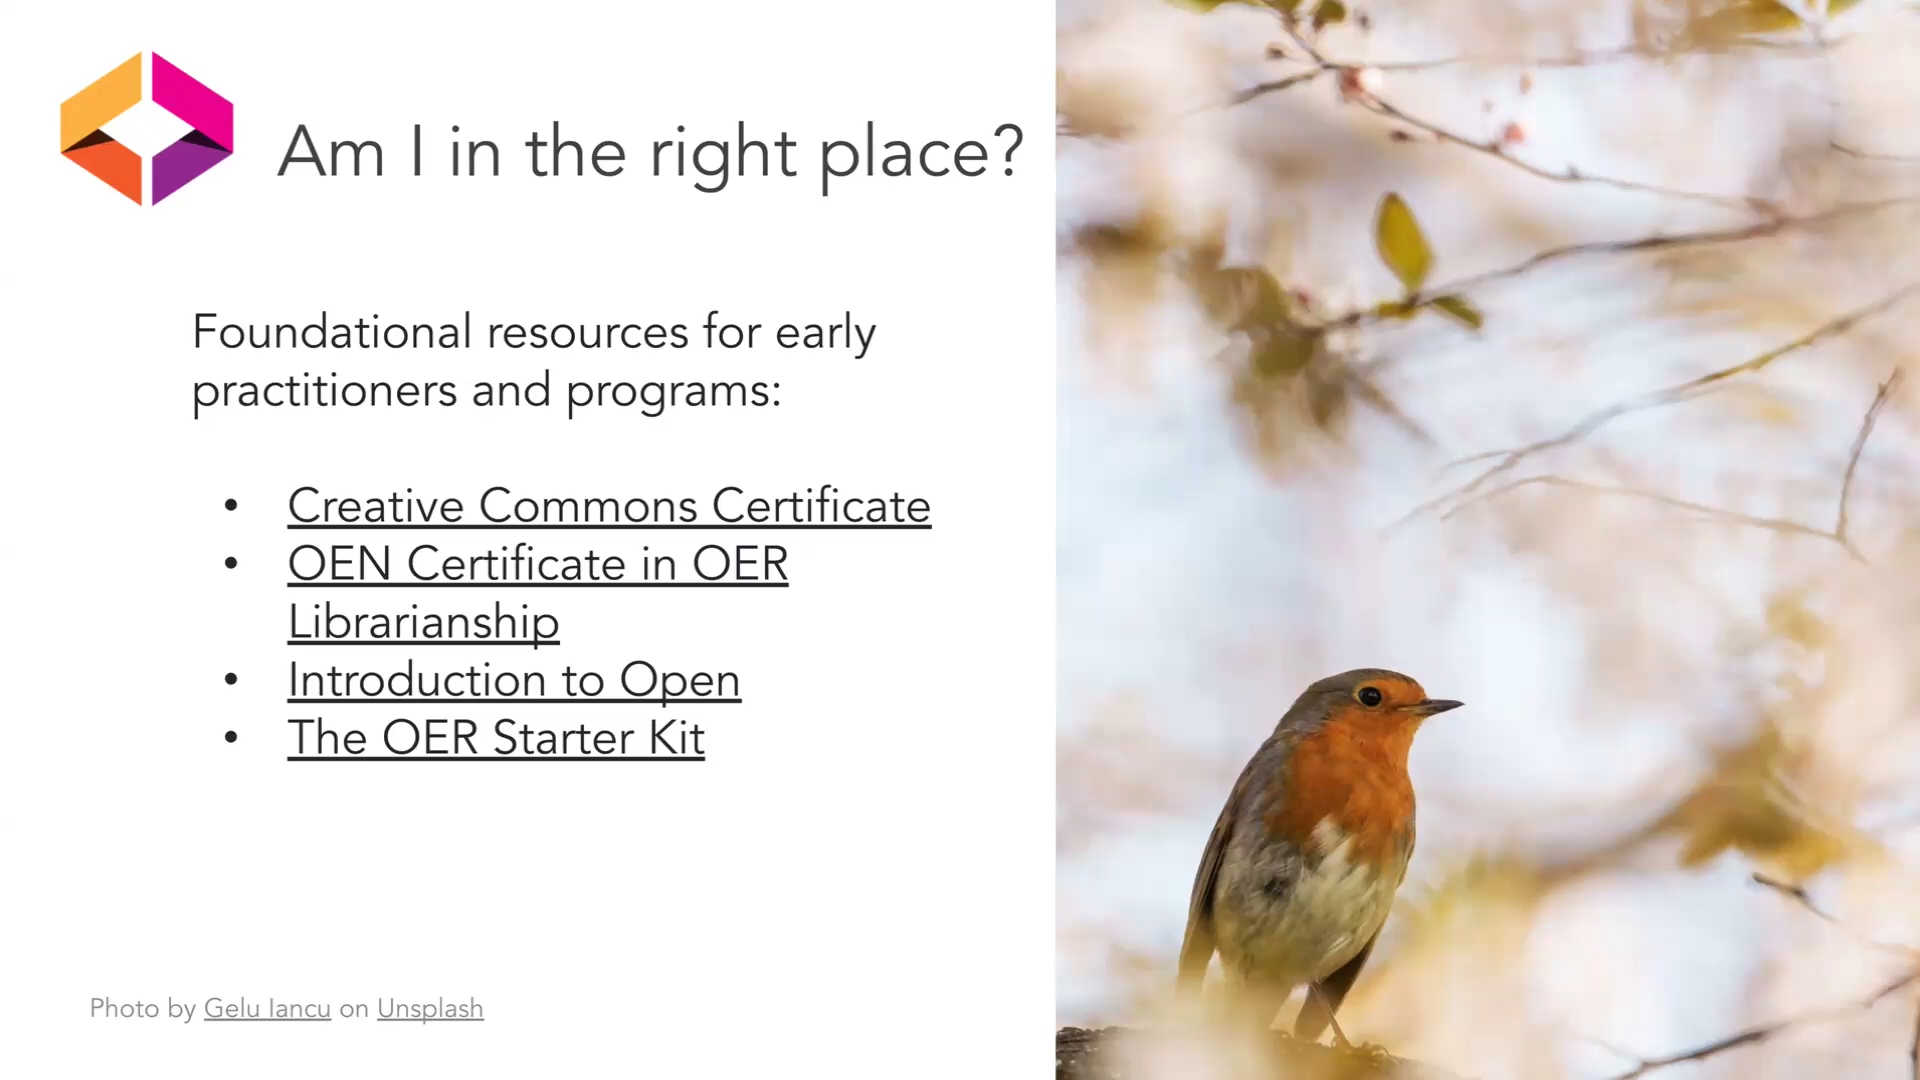 Am I in the right place?
Foundational resources for early
practitioners and programs:
• Creative Commons Certificate
• OEN Certificate in OER
Librarianship
• Introduction to Open
• The OER Starter Kit
Photo by Gelu Iancu on Unsplash